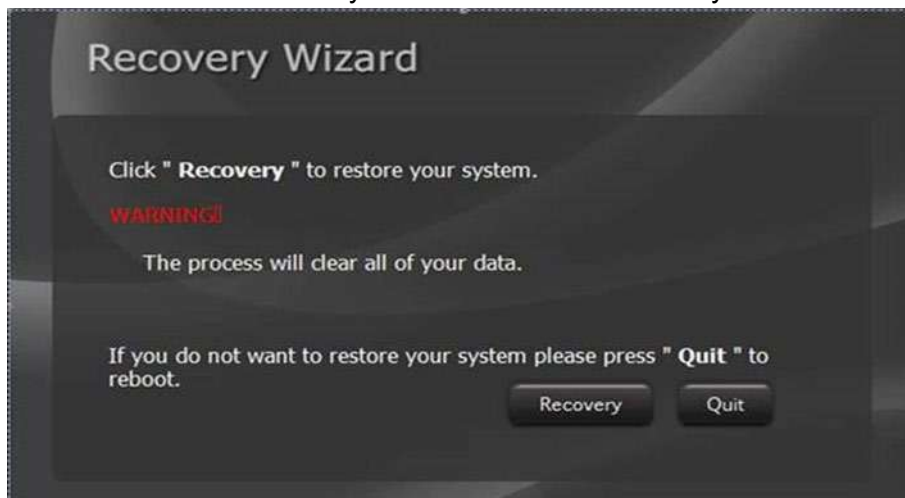 Recovery Wizard
Click " Recovery " to restore your system.
WARNING
The process will clear all of your data.
If you do not want to restore your system please press " Quit " to
reboot.
Recovery Quit